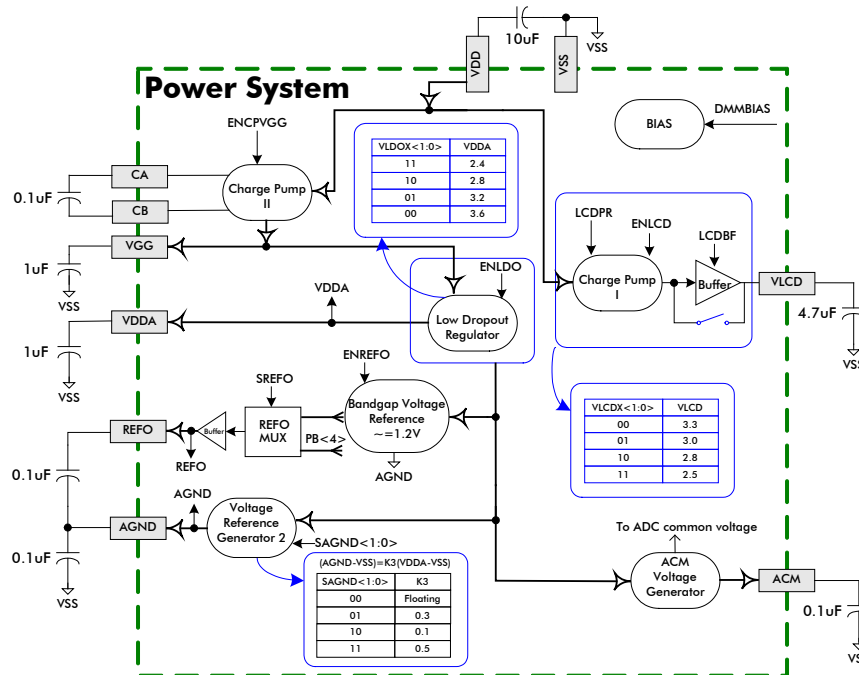 10uF
VSS
VDD
VSS
Power System
ENCPVGG
BIAS
DMMBIAS
VLDOX<1:0> VDDA
11 2.4
10 2.8
01 3.2
00 3.6
CA
0.1uF
CB
Charge Pump
II
LCDPR
ENLCD
LCDBF
VGG
1uF
VSS
ENLDO
Charge Pump
I
Buffer
VLCD
4.7uF
VSS
VDDA
VDDA
Low Dropout
Regulator
1uF
VSS
ENREFO
SREFO
Bandgap Voltage
Reference
~=1.2V
REFO
Buffer
REFO
MUX
PB<4>
REFO
AGND
VLCDX<1:0> VLCD
00 3.3
01 3.0
10 2.8
11 2.5
0.1uF
AGND
AGND
Voltage
Reference
Generator 2
SAGND<1:0>
To ADC common voltage
0.1uF
VSS
(AGND-VSS)=K3(VDDA-VSS)
SAGND<1:0> K3
00 Floating
01 0.3
10 0.1
11 0.5
ACM
Voltage
Generator
ACM
0.1uF
VSS